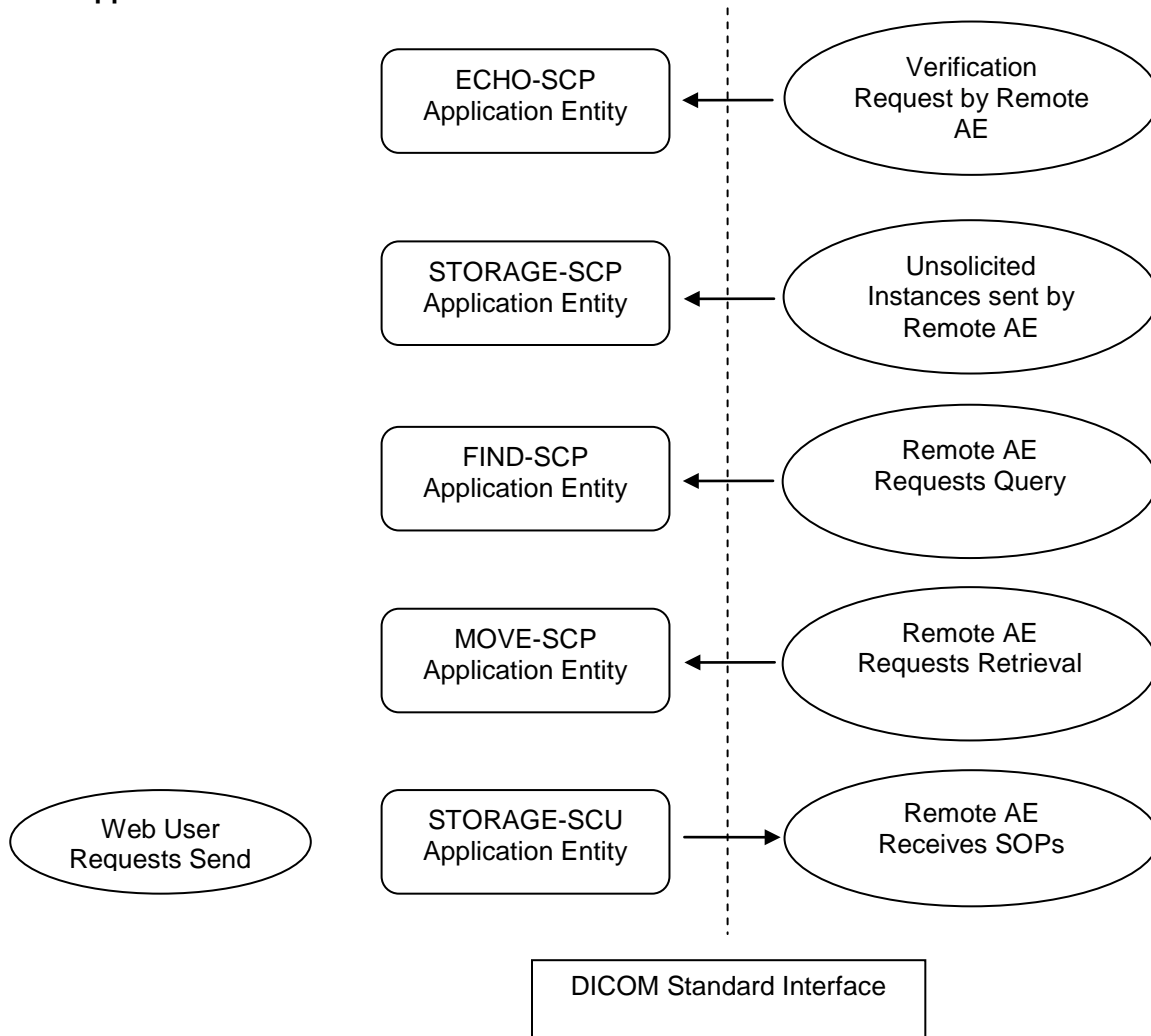 ECHO-SCP
Application Entity
Verification
Request by Remote
AE
STORAGE-SCP
Application Entity
Unsolicited
Instances sent by
Remote AE
FIND-SCP
Application Entity
Remote AE
Requests Query
MOVE-SCP
Application Entity
Remote AE
Requests Retrieval
Web User
Requests Send
STORAGE-SCU
Application Entity
Remote AE
Receives SOPs
DICOM Standard Interface